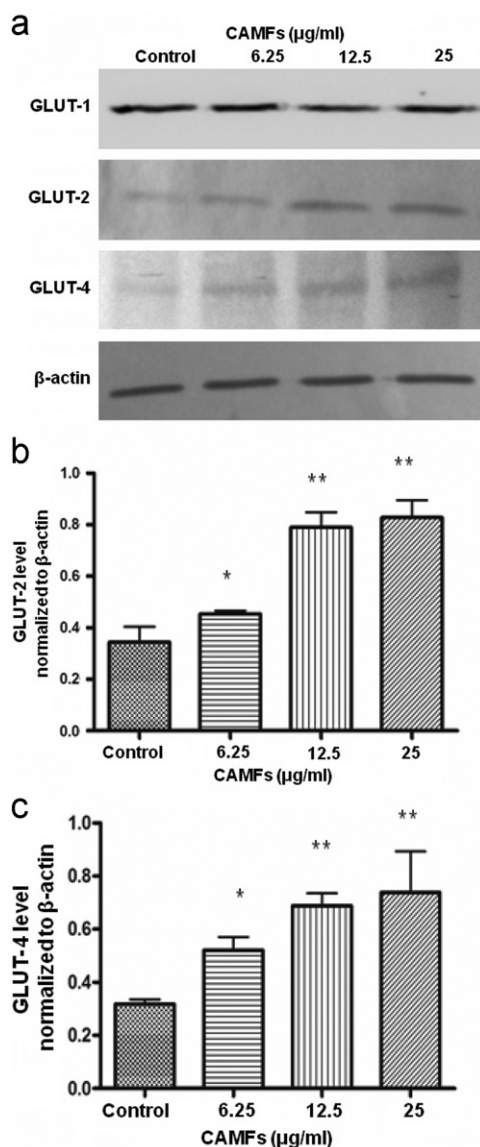 a
CAMFs (µg/ml)
Control 6.25 12.5 25
GLUT-1
GLUT-2
GLUT-4
β-actin
b
GLUT-2 level
normalized to β-actin
1.0
0.8
0.6
0.4
0.2
0.0
* ** **
Control 6.25 12.5 25
CAMFs (µg/ml)
c
GLUT-4 level
normalized to β-actin
1.0
0.8
0.6
0.4
0.2
0.0
* ** **
Control 6.25 12.5 25
CAMFs (µg/ml)